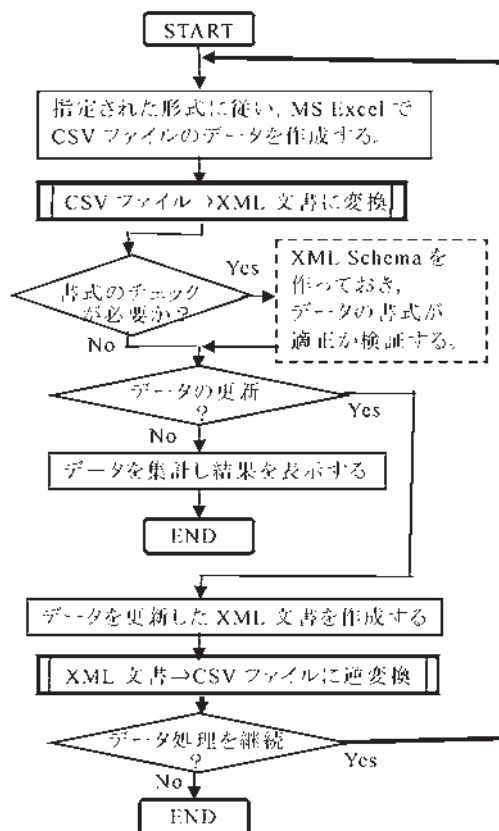 START
指定された形式に従い, MS Excel で
CSV ファイルのデータを作成する。
CSV ファイル→XML 文書に変換
書式のチェック
が必要か?
Yes
No
XML Schema を
作っておき,
データの書式が
適正か検証する。
データの更新
?
Yes
No
データを集計し結果を表示する
END
データを更新した XML 文書を作成する
XML 文書→CSV ファイルに逆変換
データ処理を継続
?
Yes
No
END